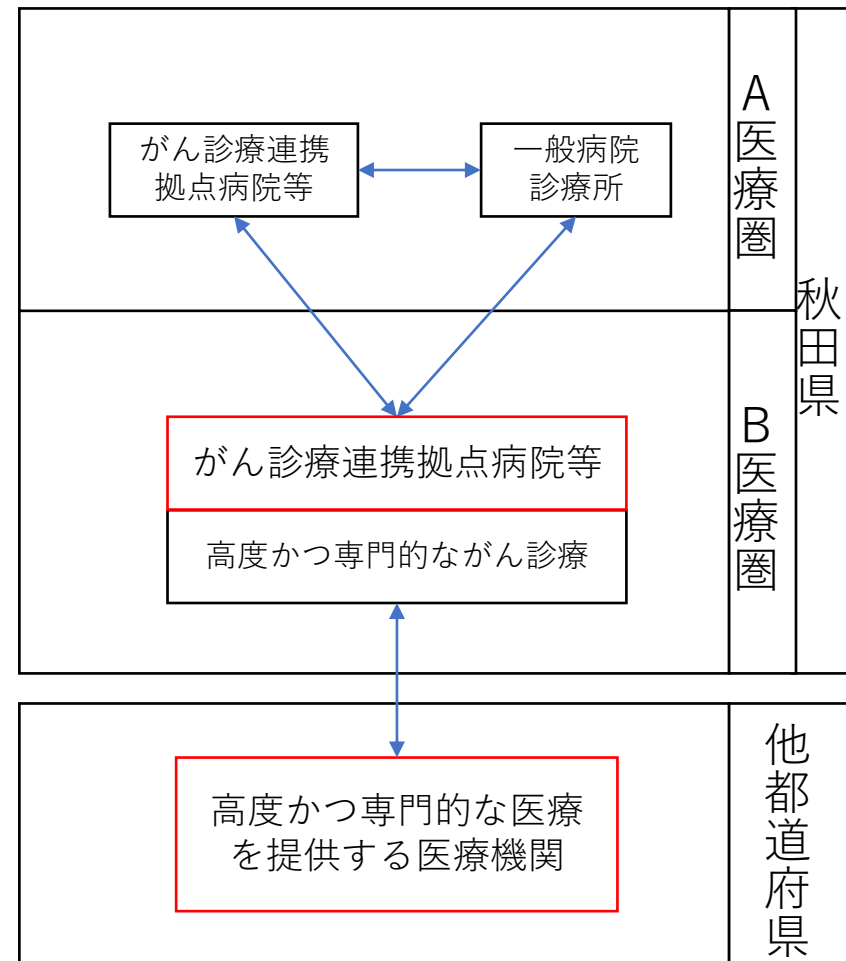 がん診療連携
拠点病院等
一般病院
診療所
A医療圏
秋田県
がん診療連携拠点病院等
高度かつ専門的ながん診療
B医療圏
高度かつ専門的な医療
を提供する医療機関
他都道府県